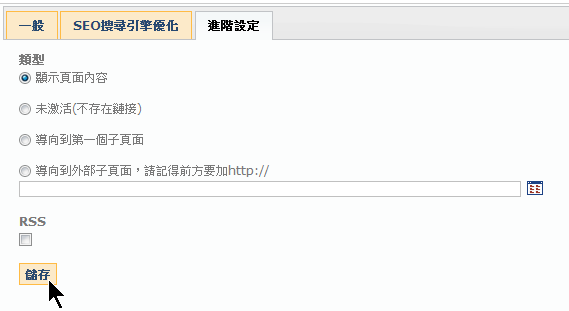 一般 SEO搜尋引擎優化 進階設定
類型
顯示頁面內容
未激活(不存在鏈接)
導向到第一個子頁面
導向到外部子頁面，請記得前方要加http://
RSS
儲存